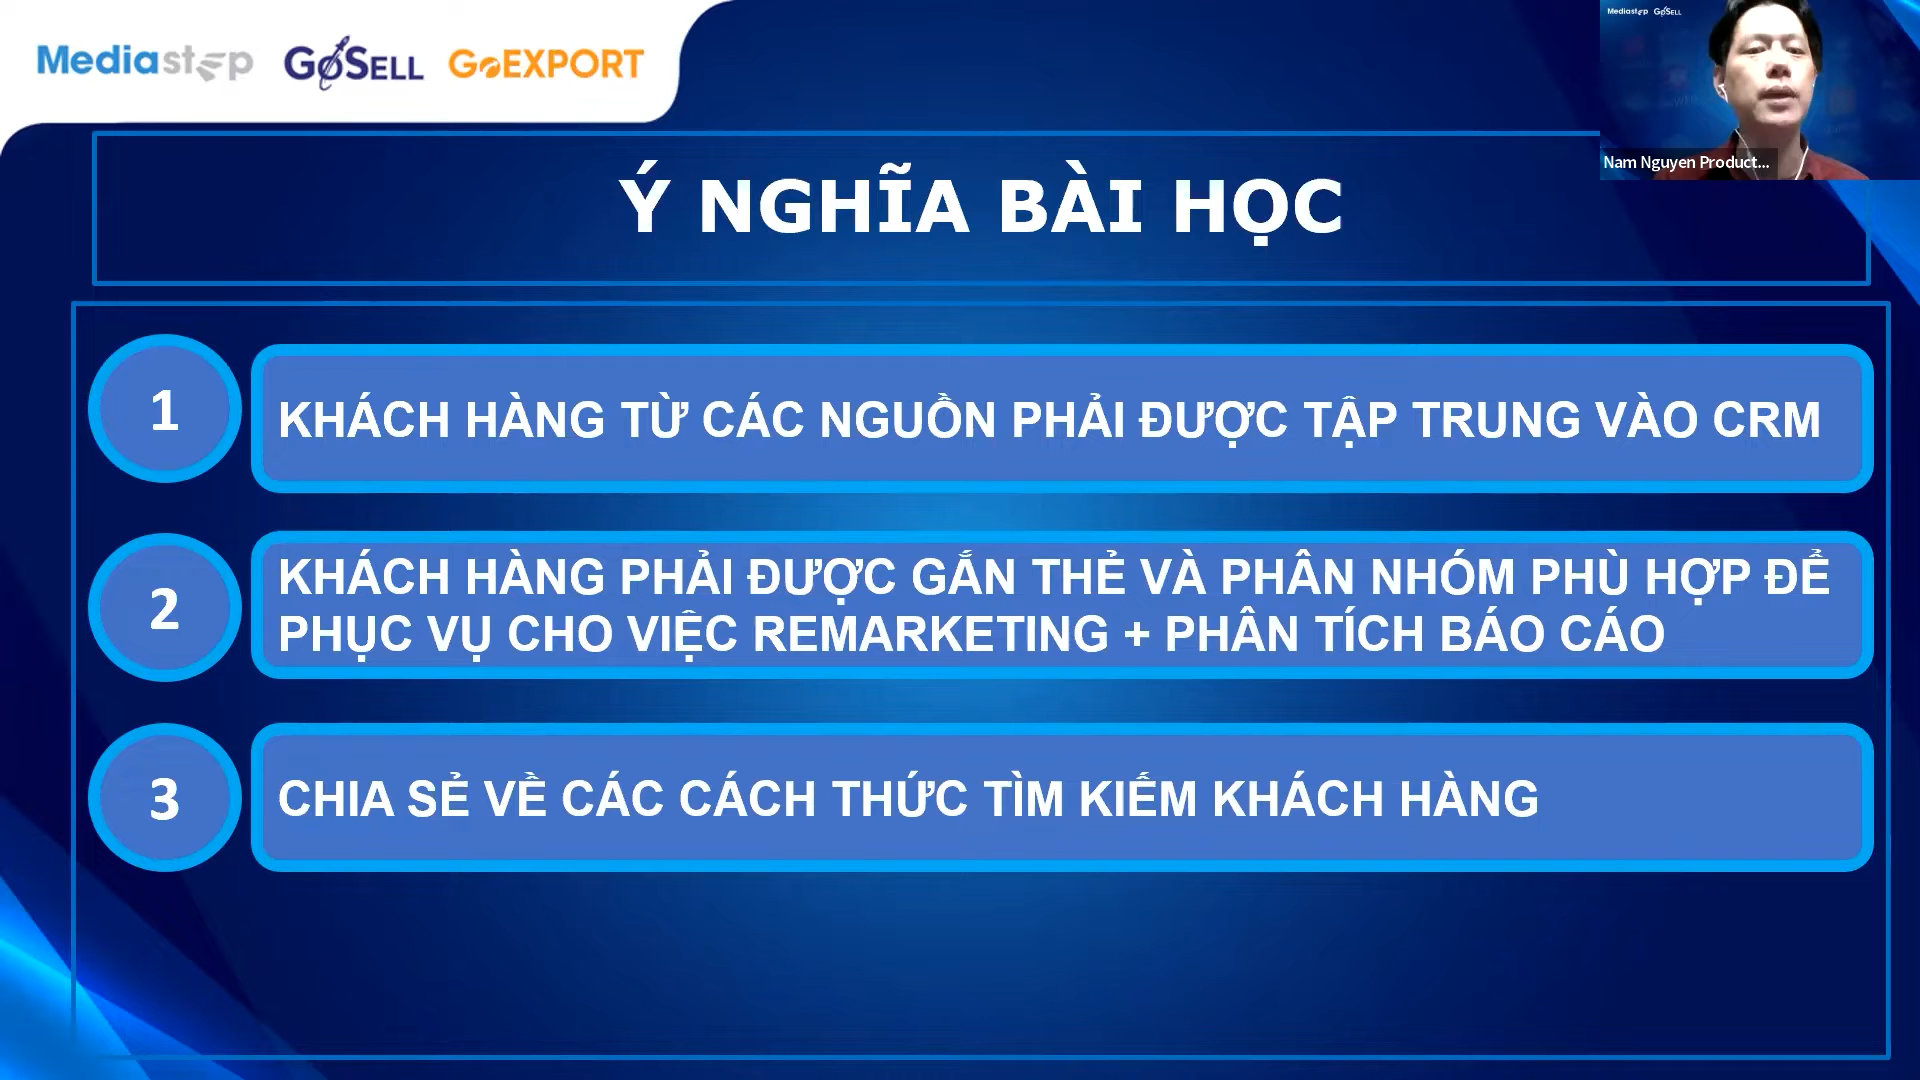 Mediastep GoSELL GoEXPORT
Mediastep GoSELL
Nam Nguyen Product...
Ý NGHĨA BÀI HỌC
1
KHÁCH HÀNG TỪ CÁC NGUỒN PHẢI ĐƯỢC TẬP TRUNG VÀO CRM
2
KHÁCH HÀNG PHẢI ĐƯỢC GẮN THẺ VÀ PHÂN NHÓM PHÙ HỢP ĐỂ
PHỤC VỤ CHO VIỆC REMARKETING + PHÂN TÍCH BÁO CÁO
3
CHIA SẺ VỀ CÁC CÁCH THỨC TÌM KIẾM KHÁCH HÀNG